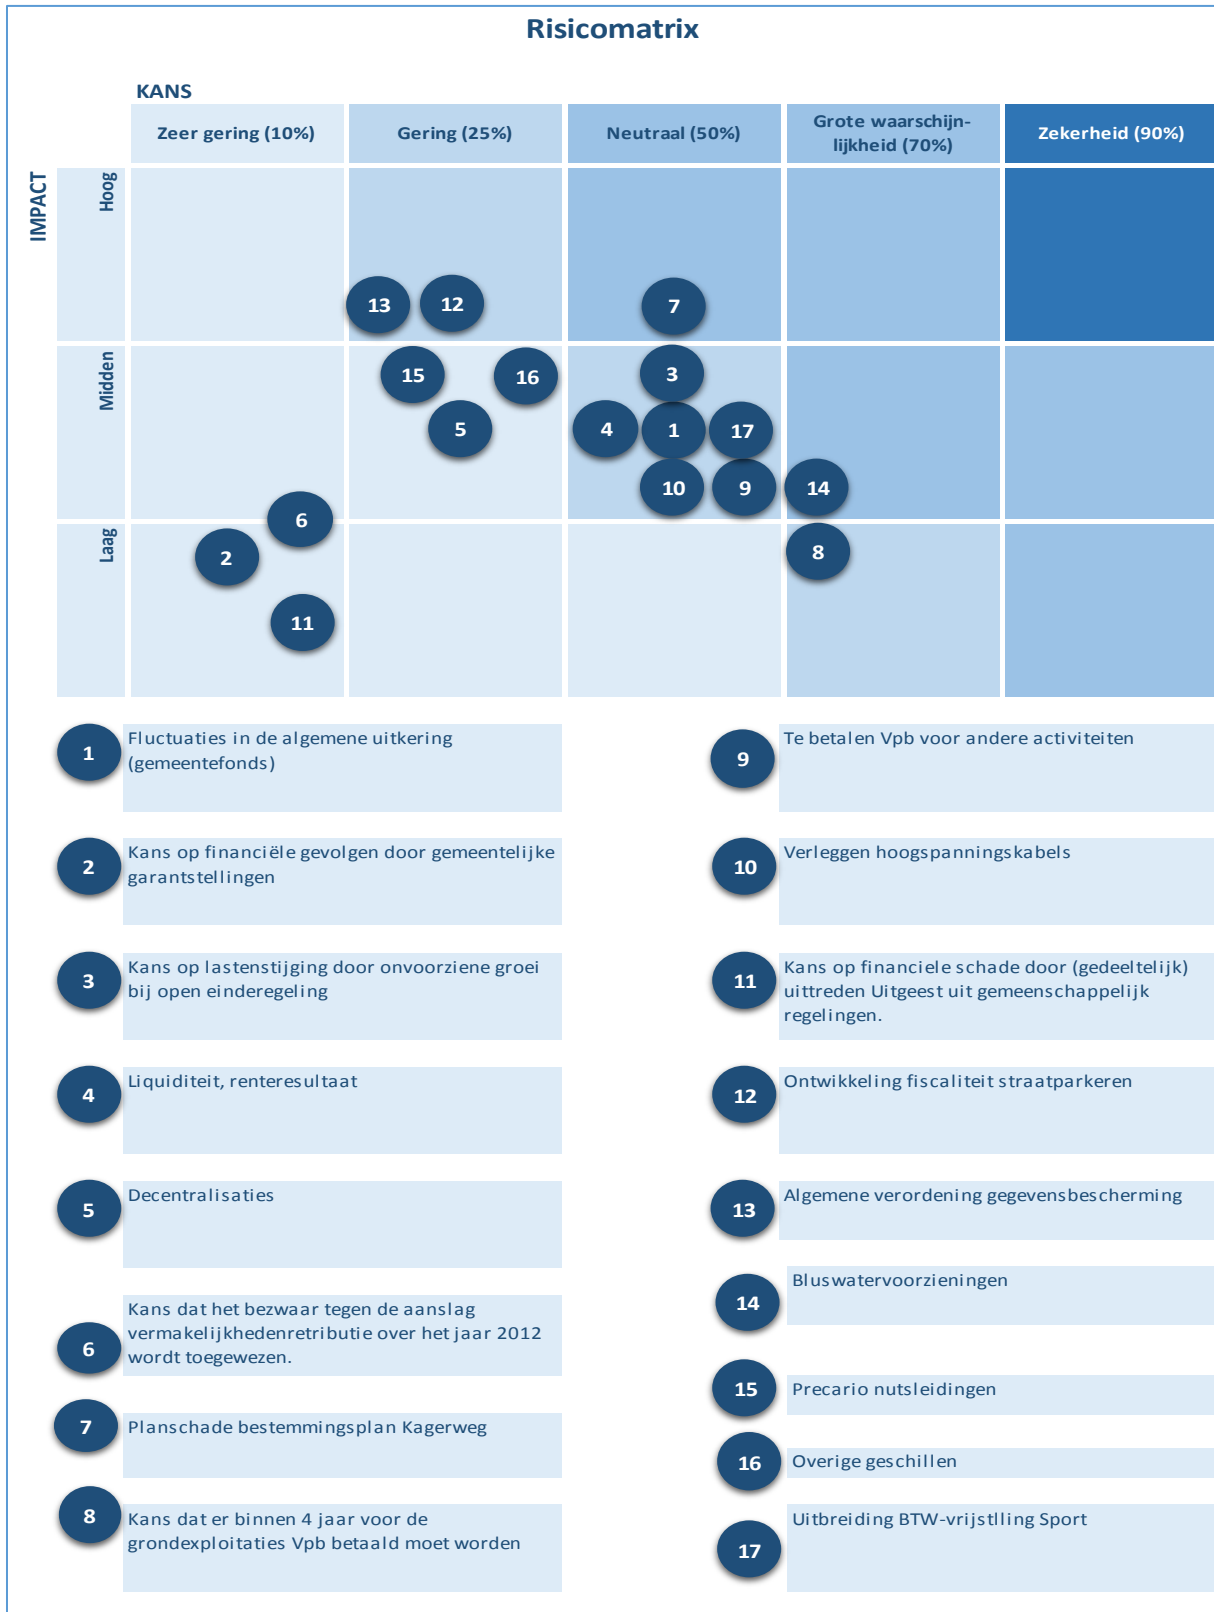 Risicomatrix
KANS
Zeer gering (10%)
Gering (25%)
Neutraal (50%)
Grote waarschijn-
lijkheid (70%)
Zekerheid (90%)
IMPACT
Hoog
13
12
7
Midden
15
16
3
5
4
1
17
10
9
14
Laag
6
2
8
11
1
Fluctuaties in de algemene uitkering
(gemeentefonds)
2
Kans op financiële gevolgen door gemeentelijke
garantstellingen
3
Kans op lastenstijging door onvoorziene groei
bij open einderegeling
4
Liquiditeit, renteresultaat
5
Decentralisaties
6
Kans dat het bezwaar tegen de aanslag
vermakelijkhedenretributie over het jaar 2012
wordt toegewezen.
7
Planschade bestemmingsplan Kagerweg
8
Kans dat er binnen 4 jaar voor de
grondexploitaties Vpb betaald moet worden
9
Te betalen Vpb voor andere activiteiten
10
Verleggen hoogspanningskabels
11
Kans op financiele schade door (gedeeltelijk)
uittreden Uitgeest uit gemeenschappelijk
regelingen.
12
Ontwikkeling fiscaliteit straatparkeren
13
Algemene verordening gegevensbescherming
14
Bluswatervoorzieningen
15
Precario nutsleidingen
16
Overige geschillen
17
Uitbreiding BTW-vrijstlling Sport